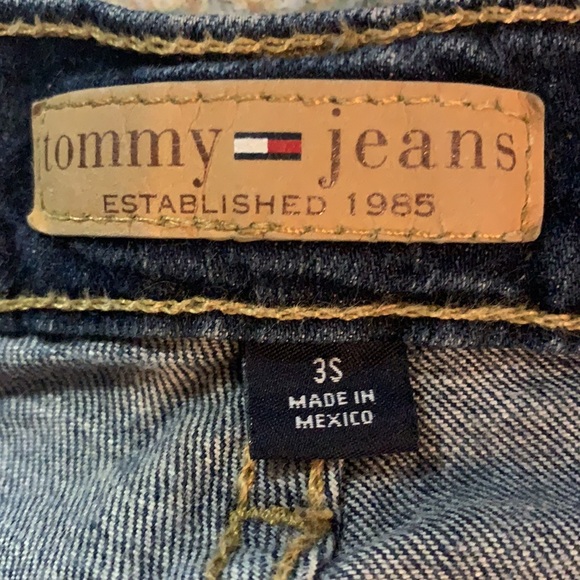 tommy jeans
ESTABLISHED 1985
3S
MADE IN
MEXICO